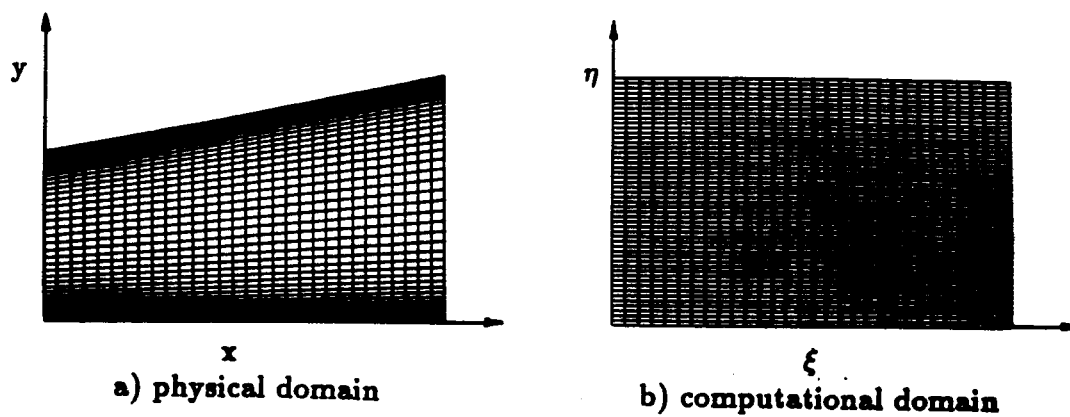 y
x
a) physical domain
η
ξ
b) computational domain